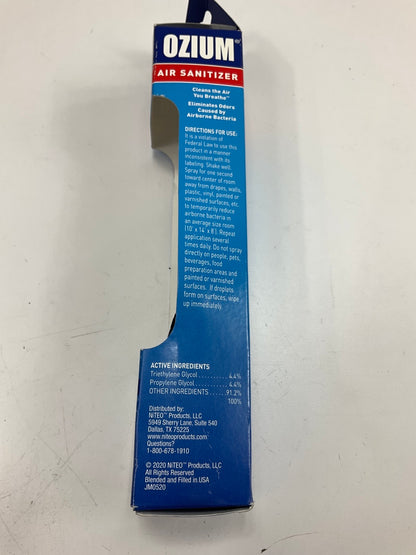 OZIUM®
AIR SANITIZER
Cleans the Air
You Breathe™
Eliminates Odors
Caused by
Airborne Bacteria
DIRECTIONS FOR USE:
It is a violation of
Federal Law to use this
product in a manner
inconsistent with its
labeling. Shake well.
Spray for one second
toward center of room
away from drapes, walls,
plastic, vinyl, painted or
varnished surfaces, etc.
to temporarily reduce
airborne bacteria in
an average size room
(10' x 14' x 8'). Repeat
application several
times daily. Do not spray
directly on people, pets,
beverages, food
preparation areas and
painted or varnished
surfaces. If droplets
form on surfaces, wipe
up immediately.
ACTIVE INGREDIENTS
Triethylene Glycol .......... 4.4%
Propylene Glycol .......... 4.4%
OTHER INGREDIENTS ..... 91.2%
100%
Distributed by:
NiTEO™ Products, LLC
5949 Sherry Lane, Suite 540
Dallas, TX 75225
www.niteoproducts.com
Questions?
1-800-678-1910
© 2020 NiTEO™ Products, LLC
All Rights Reserved
Blended and Filled in USA
JM0520